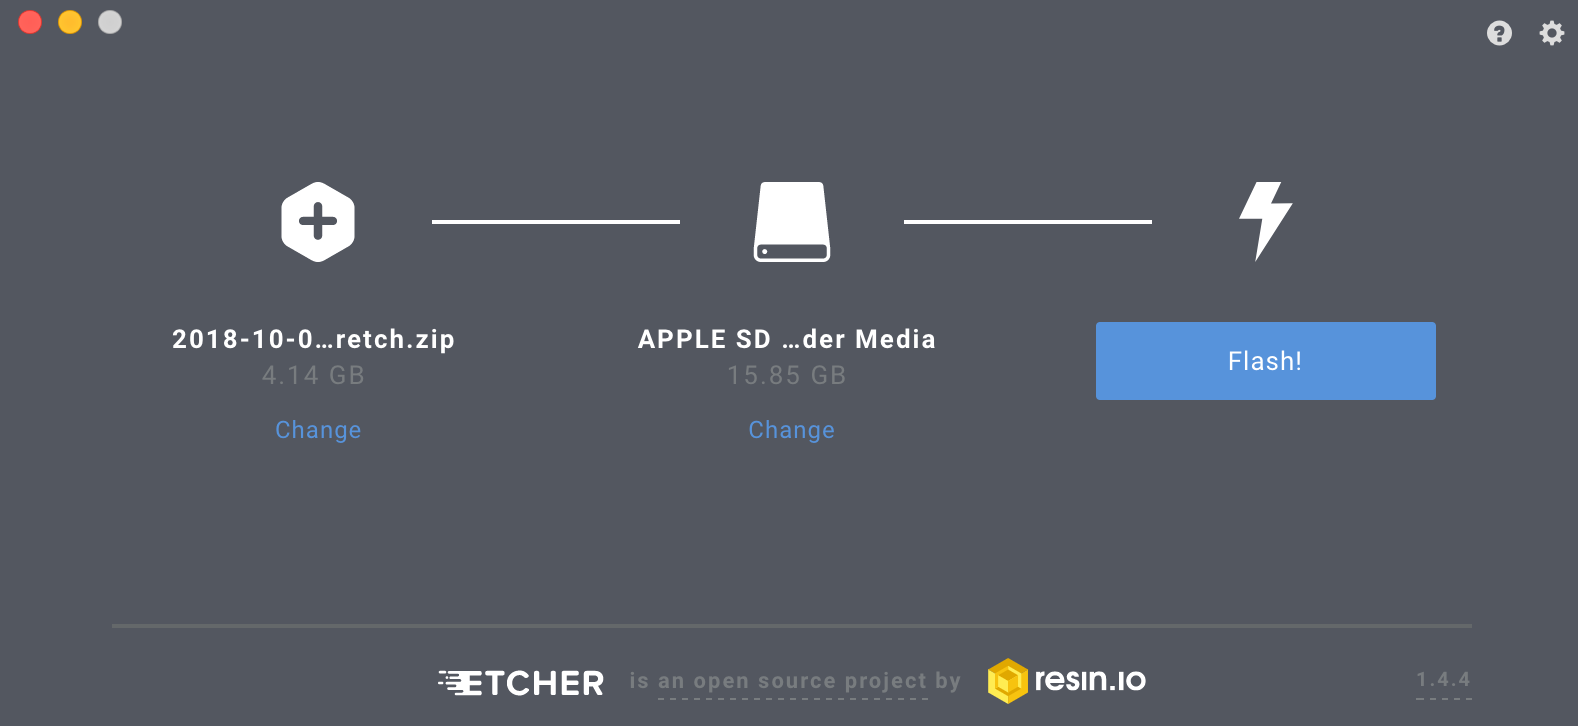 2018-10-0...retch.zip
4.14 GB
Change
APPLE SD ...der Media
15.85 GB
Change
Flash!
ETCHER is an open source project by resin.io
1.4.4